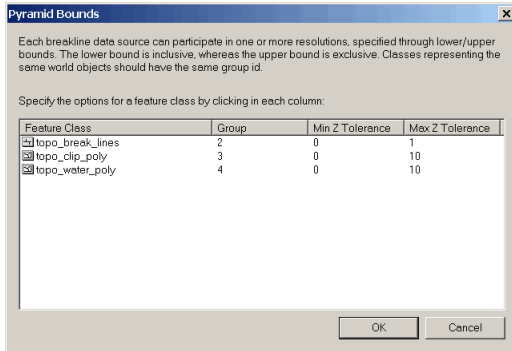 Pyramid Bounds
Each breakline data source can participate in one or more resolutions, specified through lower/upper
bounds. The lower bound is inclusive, whereas the upper bound is exclusive. Classes representing the
same world objects should have the same group id.
Specify the options for a feature class by clicking in each column:
Feature Class Group Min Z Tolerance Max Z Tolerance
topo_break_lines 2 0 1
topo_clip_poly 3 0 10
topo_water_poly 4 0 10
OK Cancel